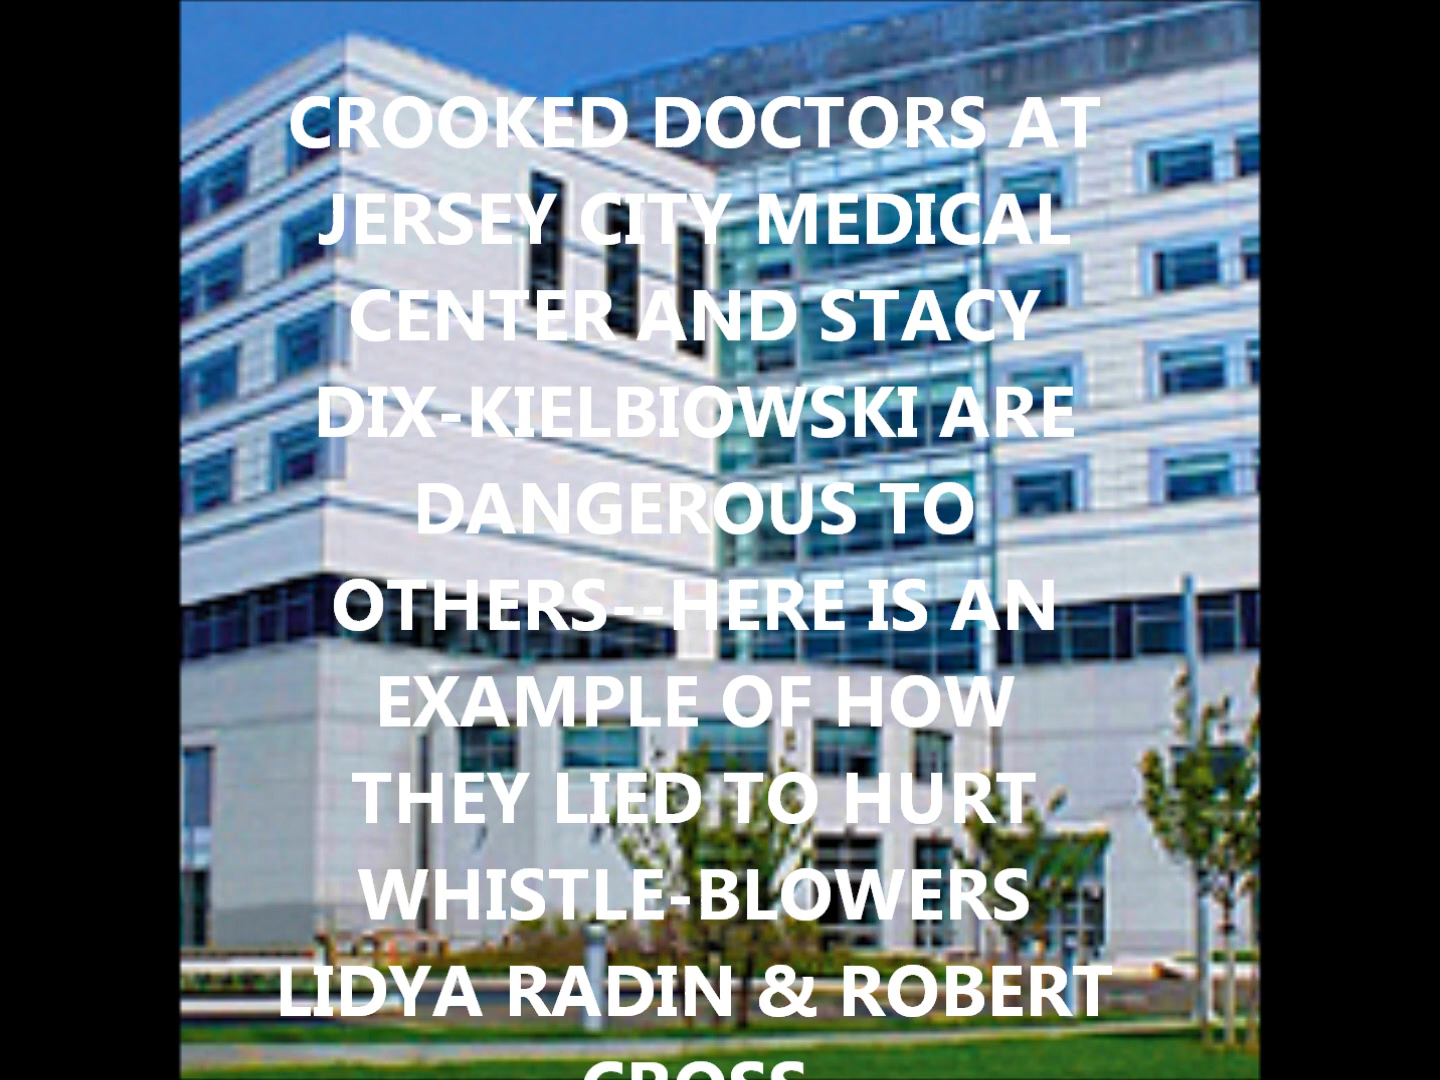 CROOKED DOCTORS AT
JERSEY CITY MEDICAL
CENTER AND STACY
DIX-KIELBIOWSKI ARE
DANGEROUS TO
OTHERS--HERE IS AN
EXAMPLE OF HOW
THEY LIED TO HURT
WHISTLE-BLOWERS
LIDYA RADIN & ROBERT
CROSS